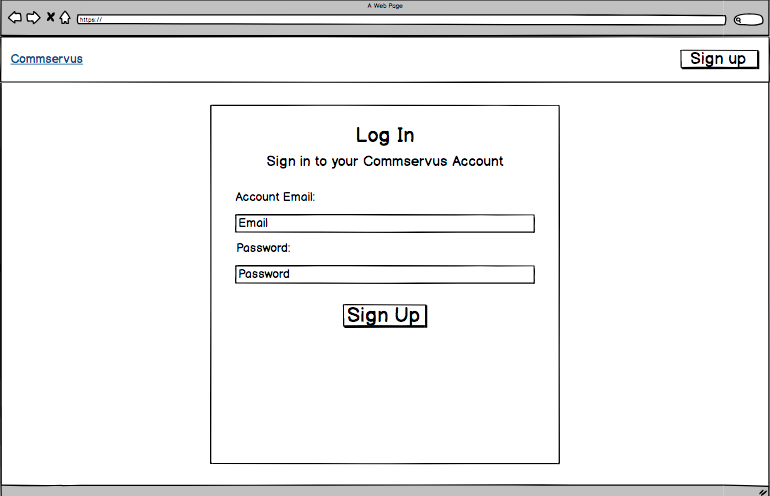 A Web Page
https://
Commservus
Sign up
Log In
Sign in to your Commservus Account
Account Email:
Email
Password:
Password
Sign Up